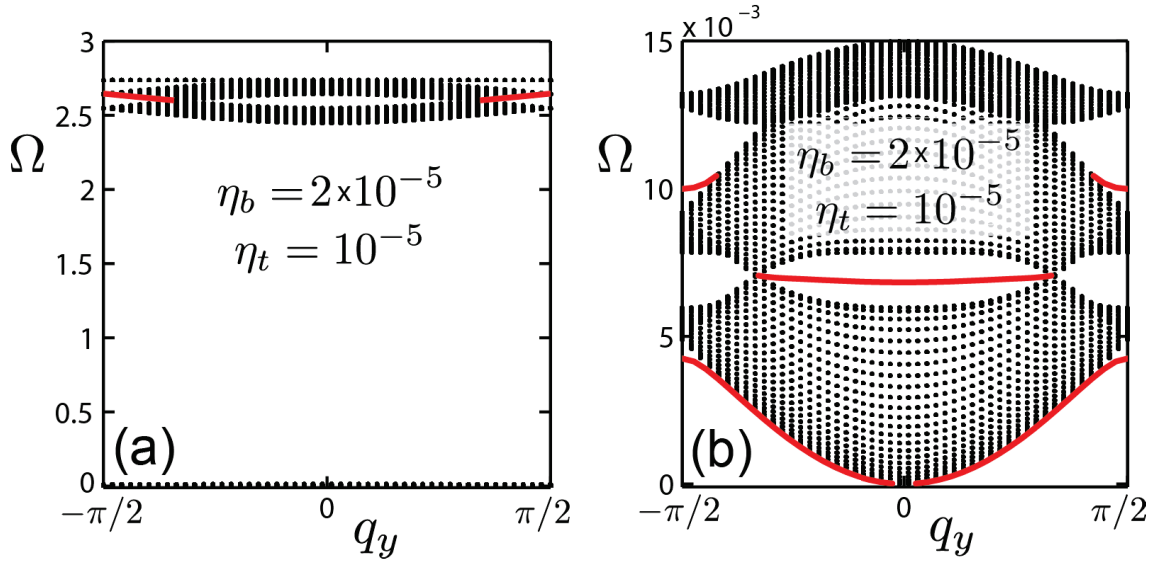 3
2.5
2
1.5
1
0.5
0
Ω
η_b = 2×10⁻⁵
η_t = 10⁻⁵
(a)
−π/2
0
π/2
q_y
15
10
5
0
× 10⁻³
Ω
η_b = 2×10⁻⁵
η_t = 10⁻⁵
(b)
−π/2
0
π/2
q_y